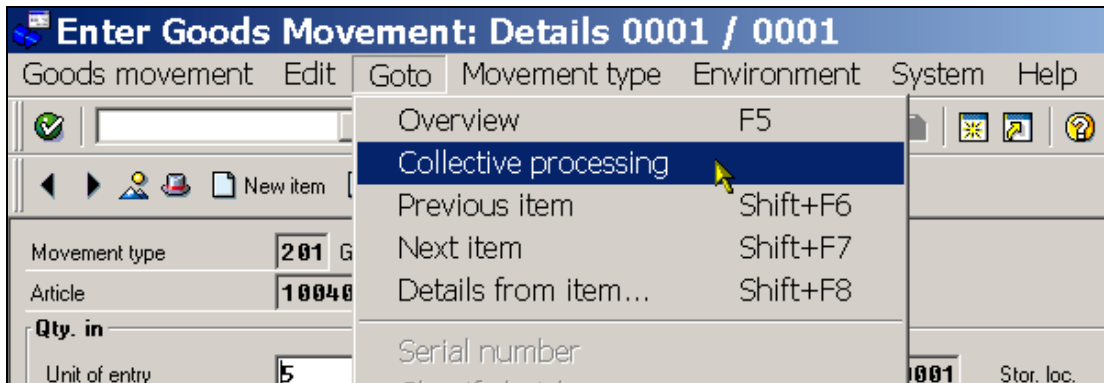 Enter Goods Movement: Details 0001 / 0001
Goods movement Edit Goto Movement type Environment System Help
Overview F5
Collective processing
New item
Previous item Shift+F6
Movement type 201 G
Next item Shift+F7
Article 10040
Details from item... Shift+F8
Qty. in
Serial number
Unit of entry 5
0001 Stor. loc.